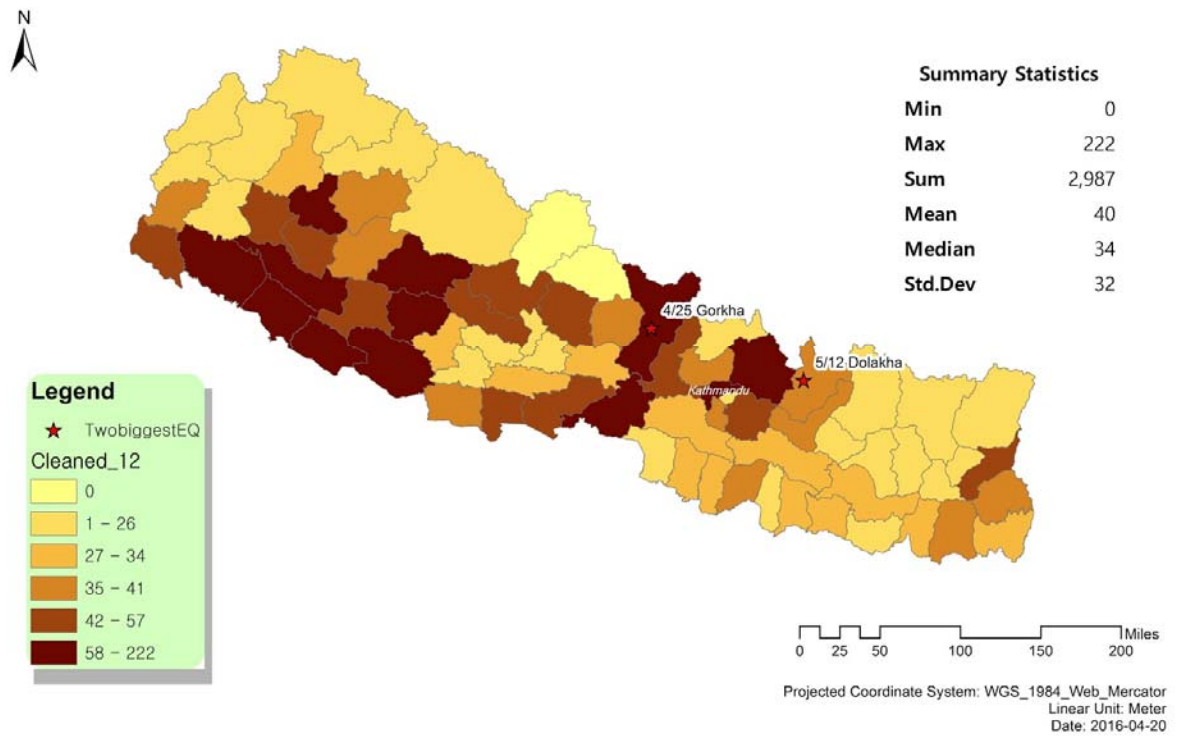 N
Summary Statistics
Min 0
Max 222
Sum 2,987
Mean 40
Median 34
Std.Dev 32
4/25 Gorkha
5/12 Dolakha
Kathmandu
Legend
TwobiggestEQ
Cleaned_12
0
1 - 26
27 - 34
35 - 41
42 - 57
58 - 222
Miles
0 25 50 100 150 200
Projected Coordinate System: WGS_1984_Web_Mercator
Linear Unit: Meter
Date: 2016-04-20